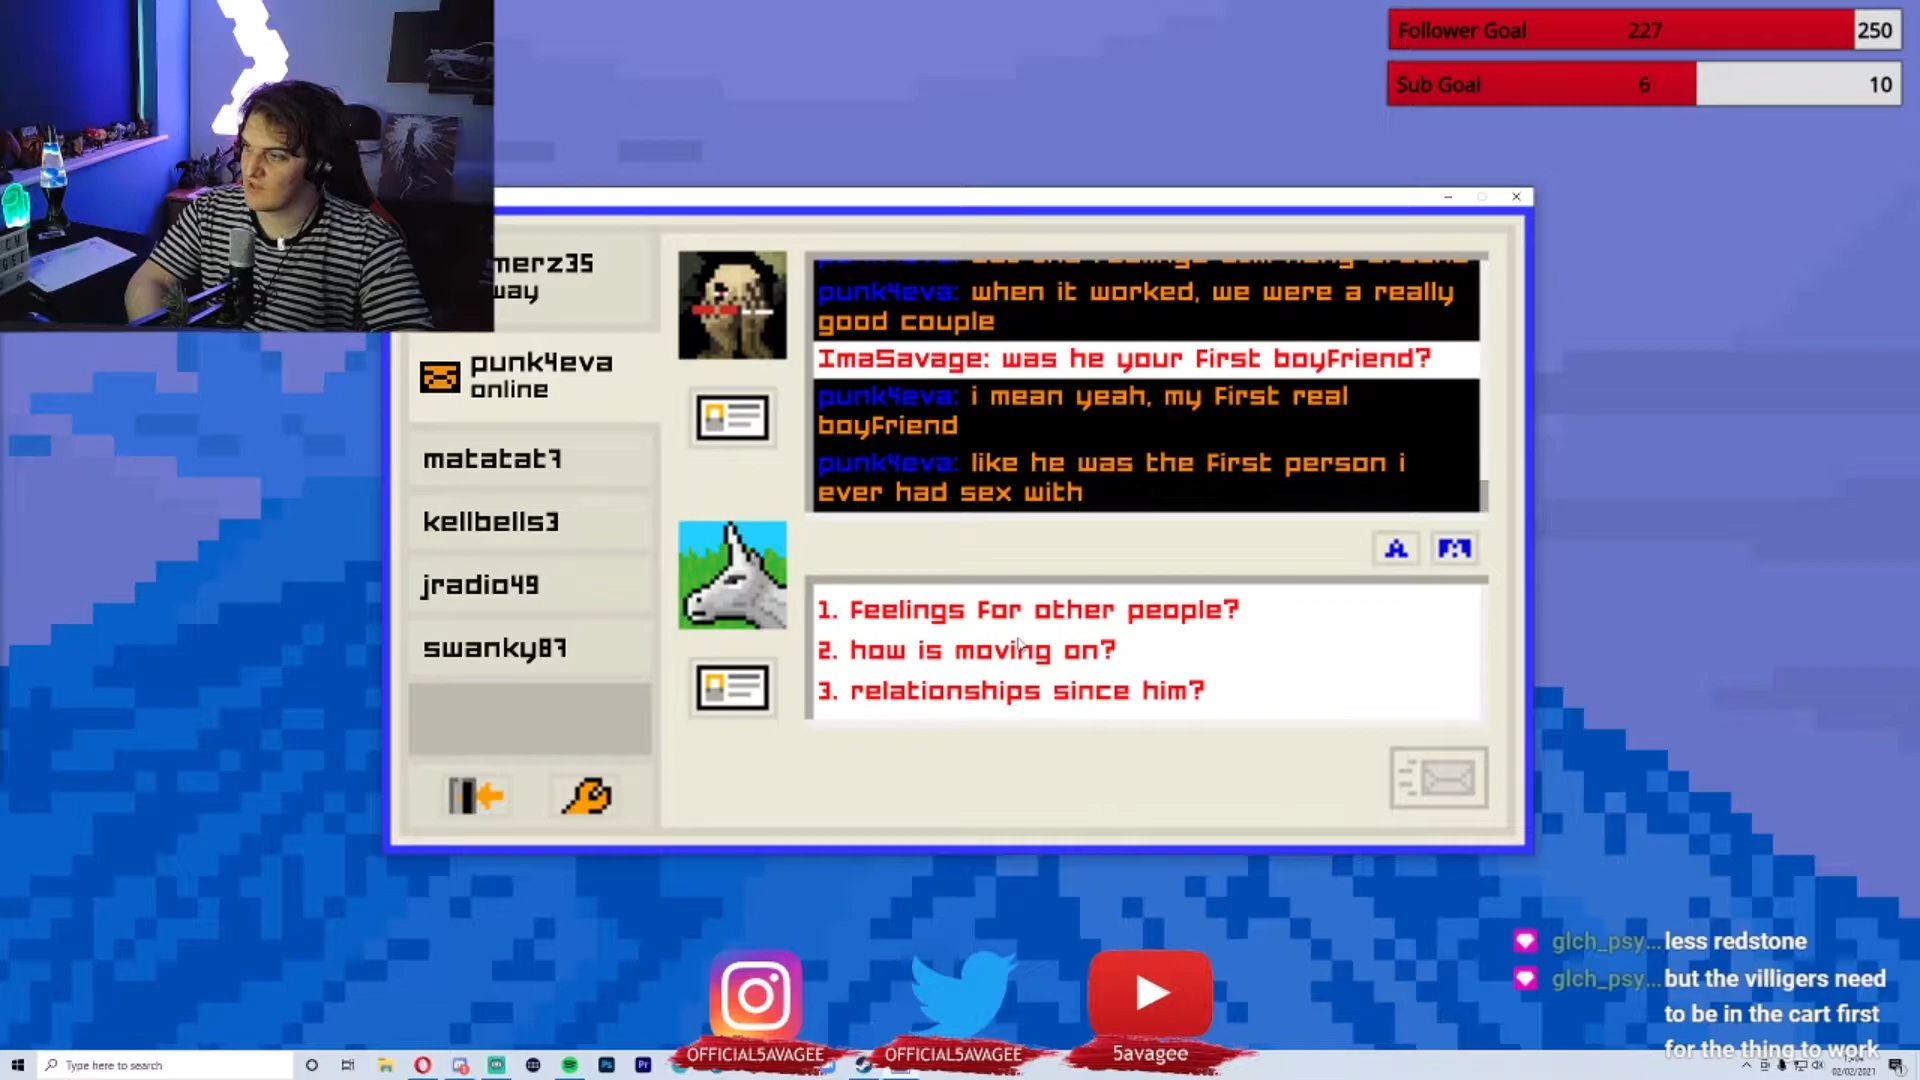 Follower Goal 227 250
Sub Goal 6 10
merz35
way
punk4eva
online
matatat7
kellbells3
jradio49
swanky87
punk4eva: when it worked, we were a really
good couple
ImaSavage: was he your first boyfriend?
punk4eva: i mean yeah, my first real
boyfriend
punk4eva: like he was the first person i
ever had sex with
1. feelings for other people?
2. how is moving on?
3. relationships since him?
glch_psy... less redstone
glch_psy... but the villigers need
to be in the cart first
for the thing to work
OFFICIAL5AVAGEE
OFFICIAL5AVAGEE
5avagee
Type here to search
02/02/2021